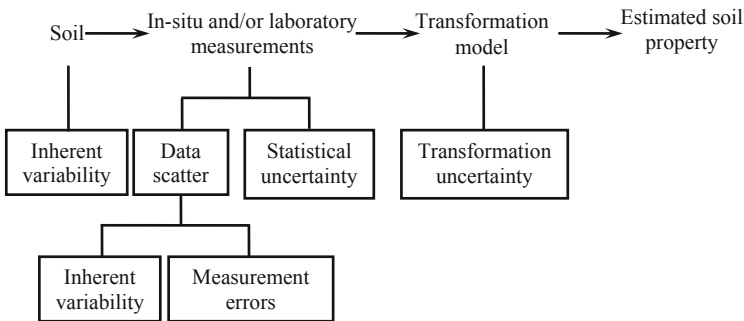 Soil
In-situ and/or laboratory
measurements
Transformation
model
Estimated soil
property
Inherent
variability
Data
scatter
Statistical
uncertainty
Transformation
uncertainty
Inherent
variability
Measurement
errors